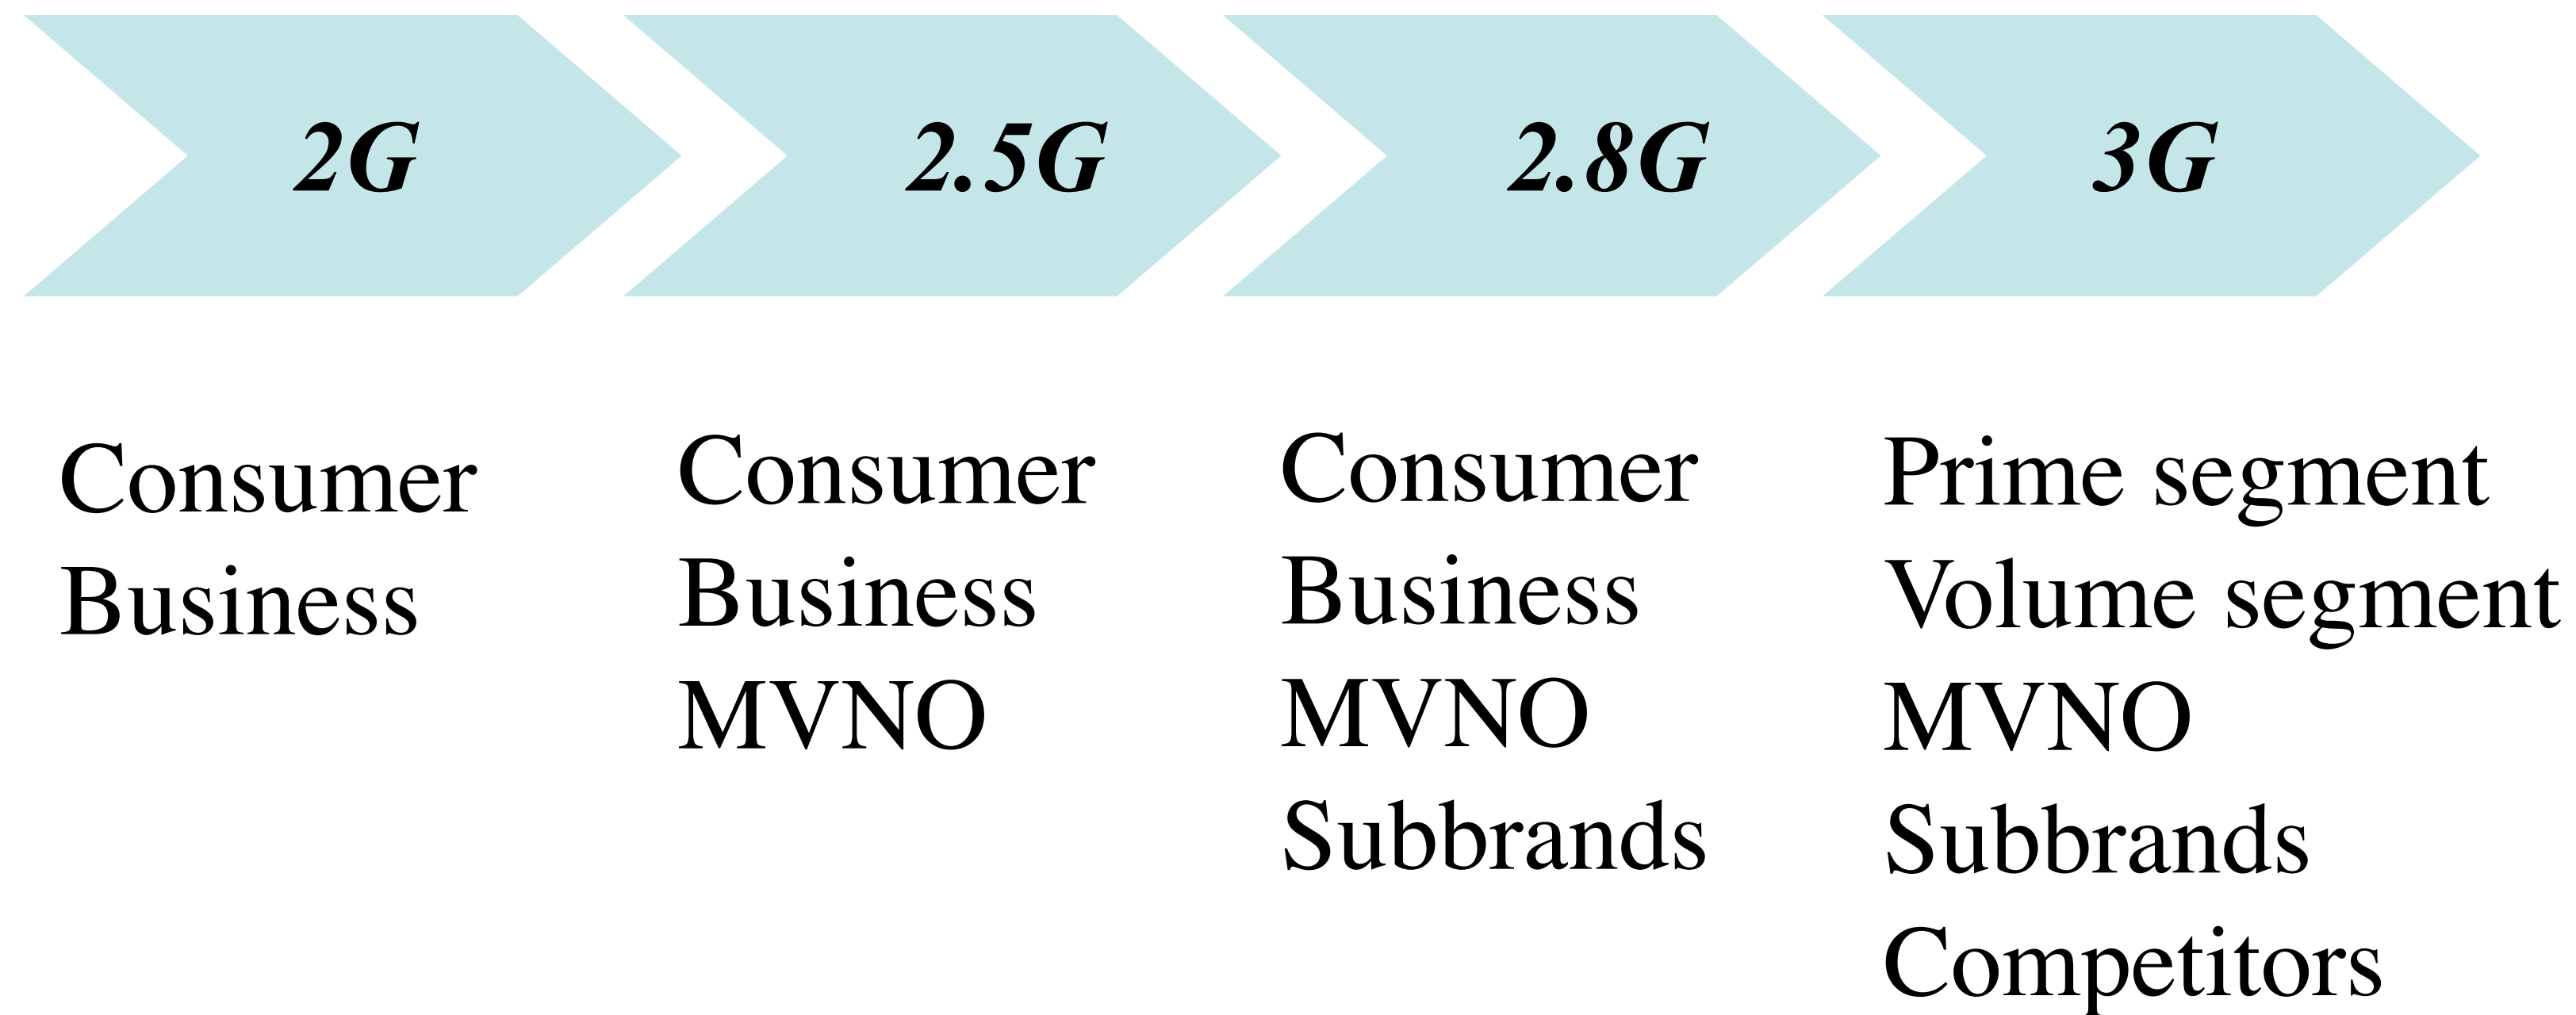 2G
2.5G
2.8G
3G
Consumer
Business
Consumer
Business
MVNO
Consumer
Business
MVNO
Subbrands
Prime segment
Volume segment
MVNO
Subbrands
Competitors